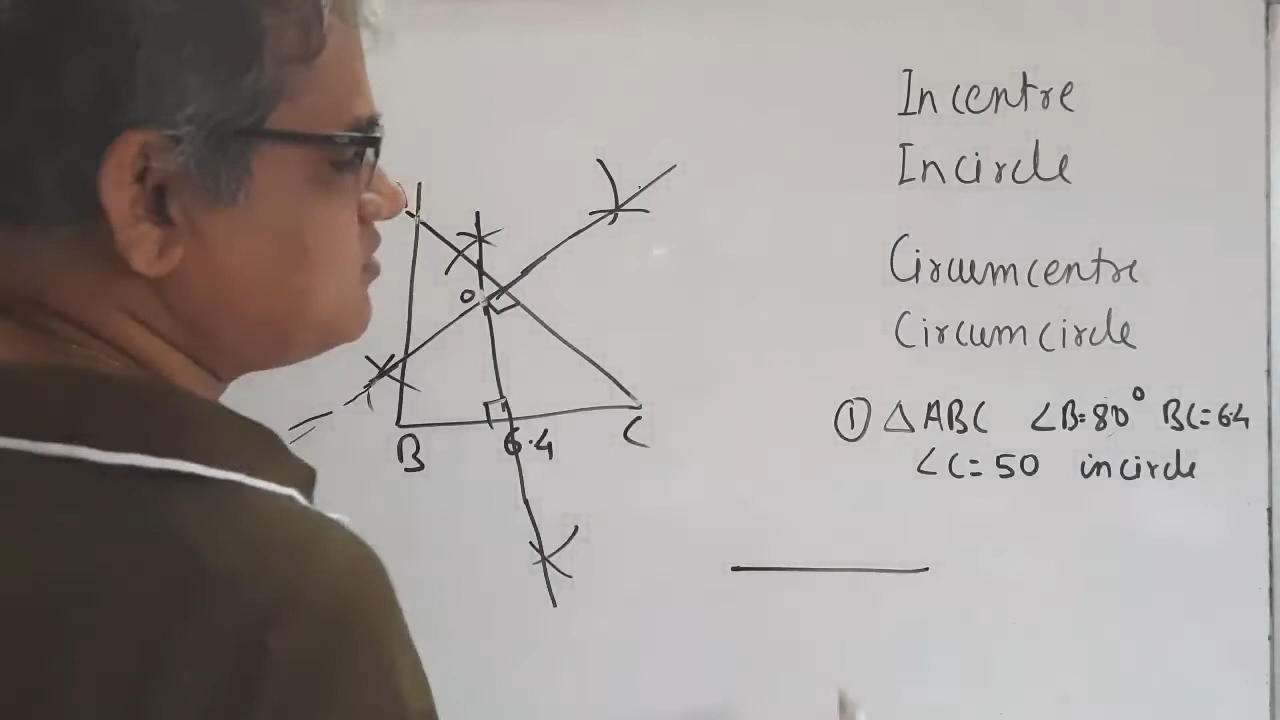 Incentre
Incircle
Circumcentre
Circumcircle
① △ABC ∠B=80° BC=6.4
∠C=50 incircle
O
B
6.4
C